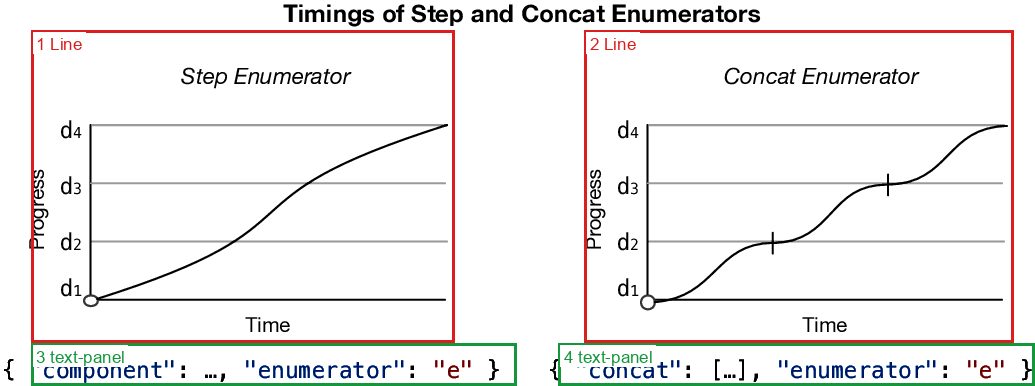 Timings of Step and Concat Enumerators
1 Line
Step Enumerator
d4
d3
d2
d1
Progress
Time
2 Line
Concat Enumerator
d4
d3
d2
d1
Progress
Time
3 text-panel
{ "component": …, "enumerator": "e" }
4 text-panel
{ "concat": […], "enumerator": "e" }